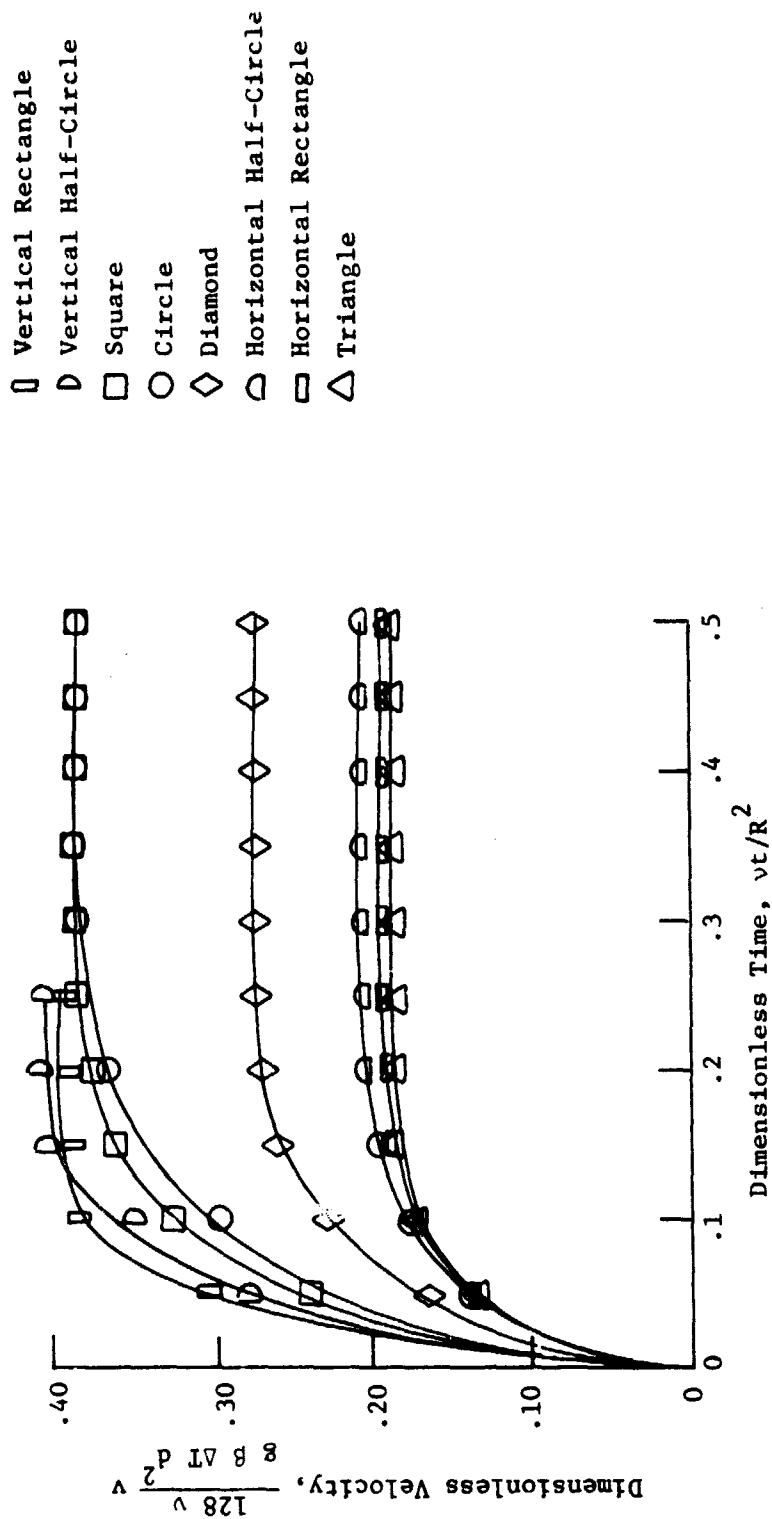 Vertical Rectangle
Vertical Half-Circle
Square
Circle
Diamond
Horizontal Half-Circle
Horizontal Rectangle
Triangle
.40
.30
.20
.10
0
Dimensionless Velocity, 128 ν / g β ΔT d² v
0 .1 .2 .3 .4 .5
Dimensionless Time, νt/R²